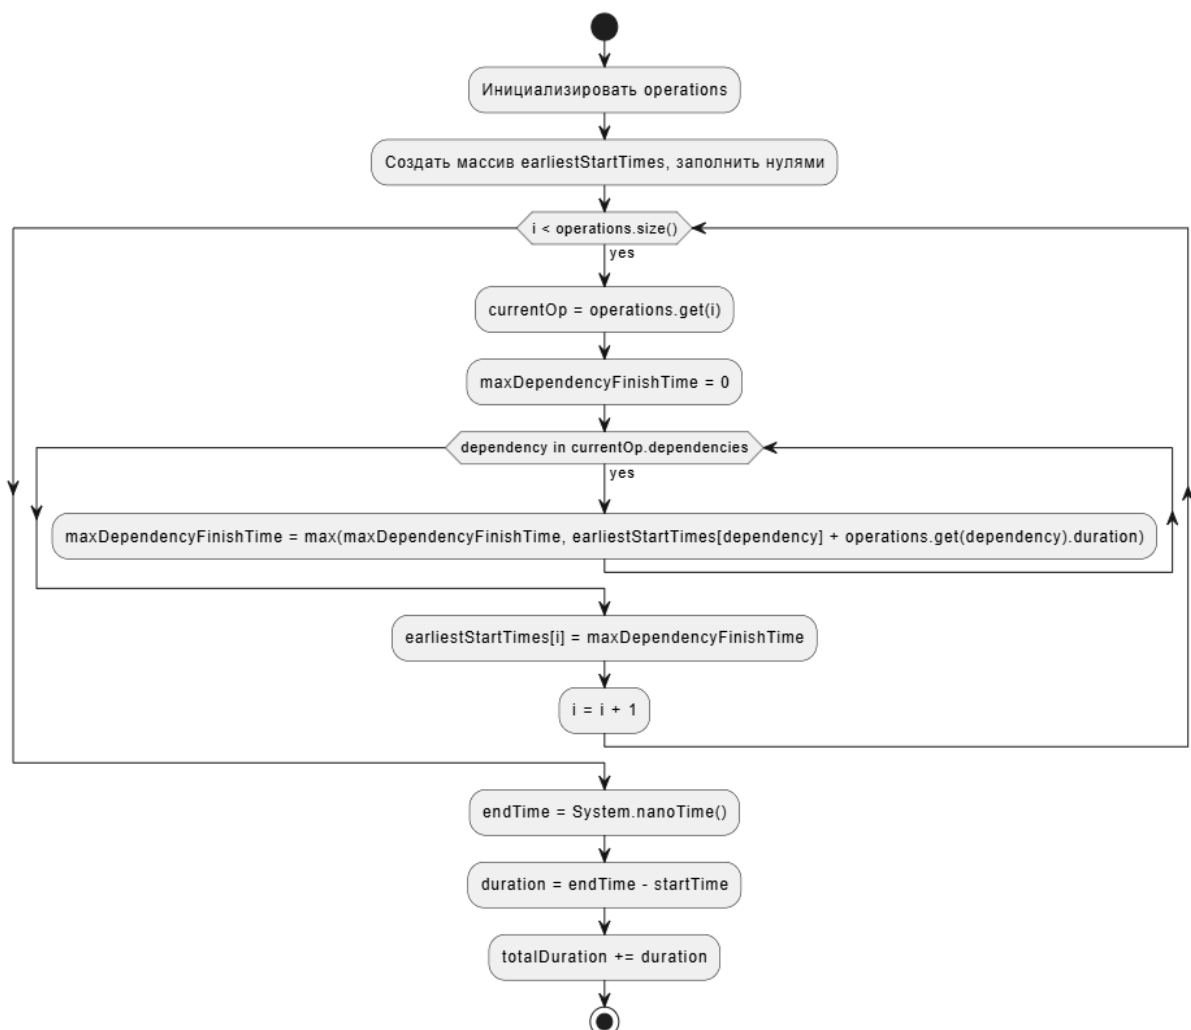 Инициализировать operations
Создать массив earliestStartTimes, заполнить нулями
i < operations.size()
yes
currentOp = operations.get(i)
maxDependencyFinishTime = 0
dependency in currentOp.dependencies
yes
maxDependencyFinishTime = max(maxDependencyFinishTime, earliestStartTimes[dependency] + operations.get(dependency).duration)
earliestStartTimes[i] = maxDependencyFinishTime
i = i + 1
endTime = System.nanoTime()
duration = endTime - startTime
totalDuration += duration